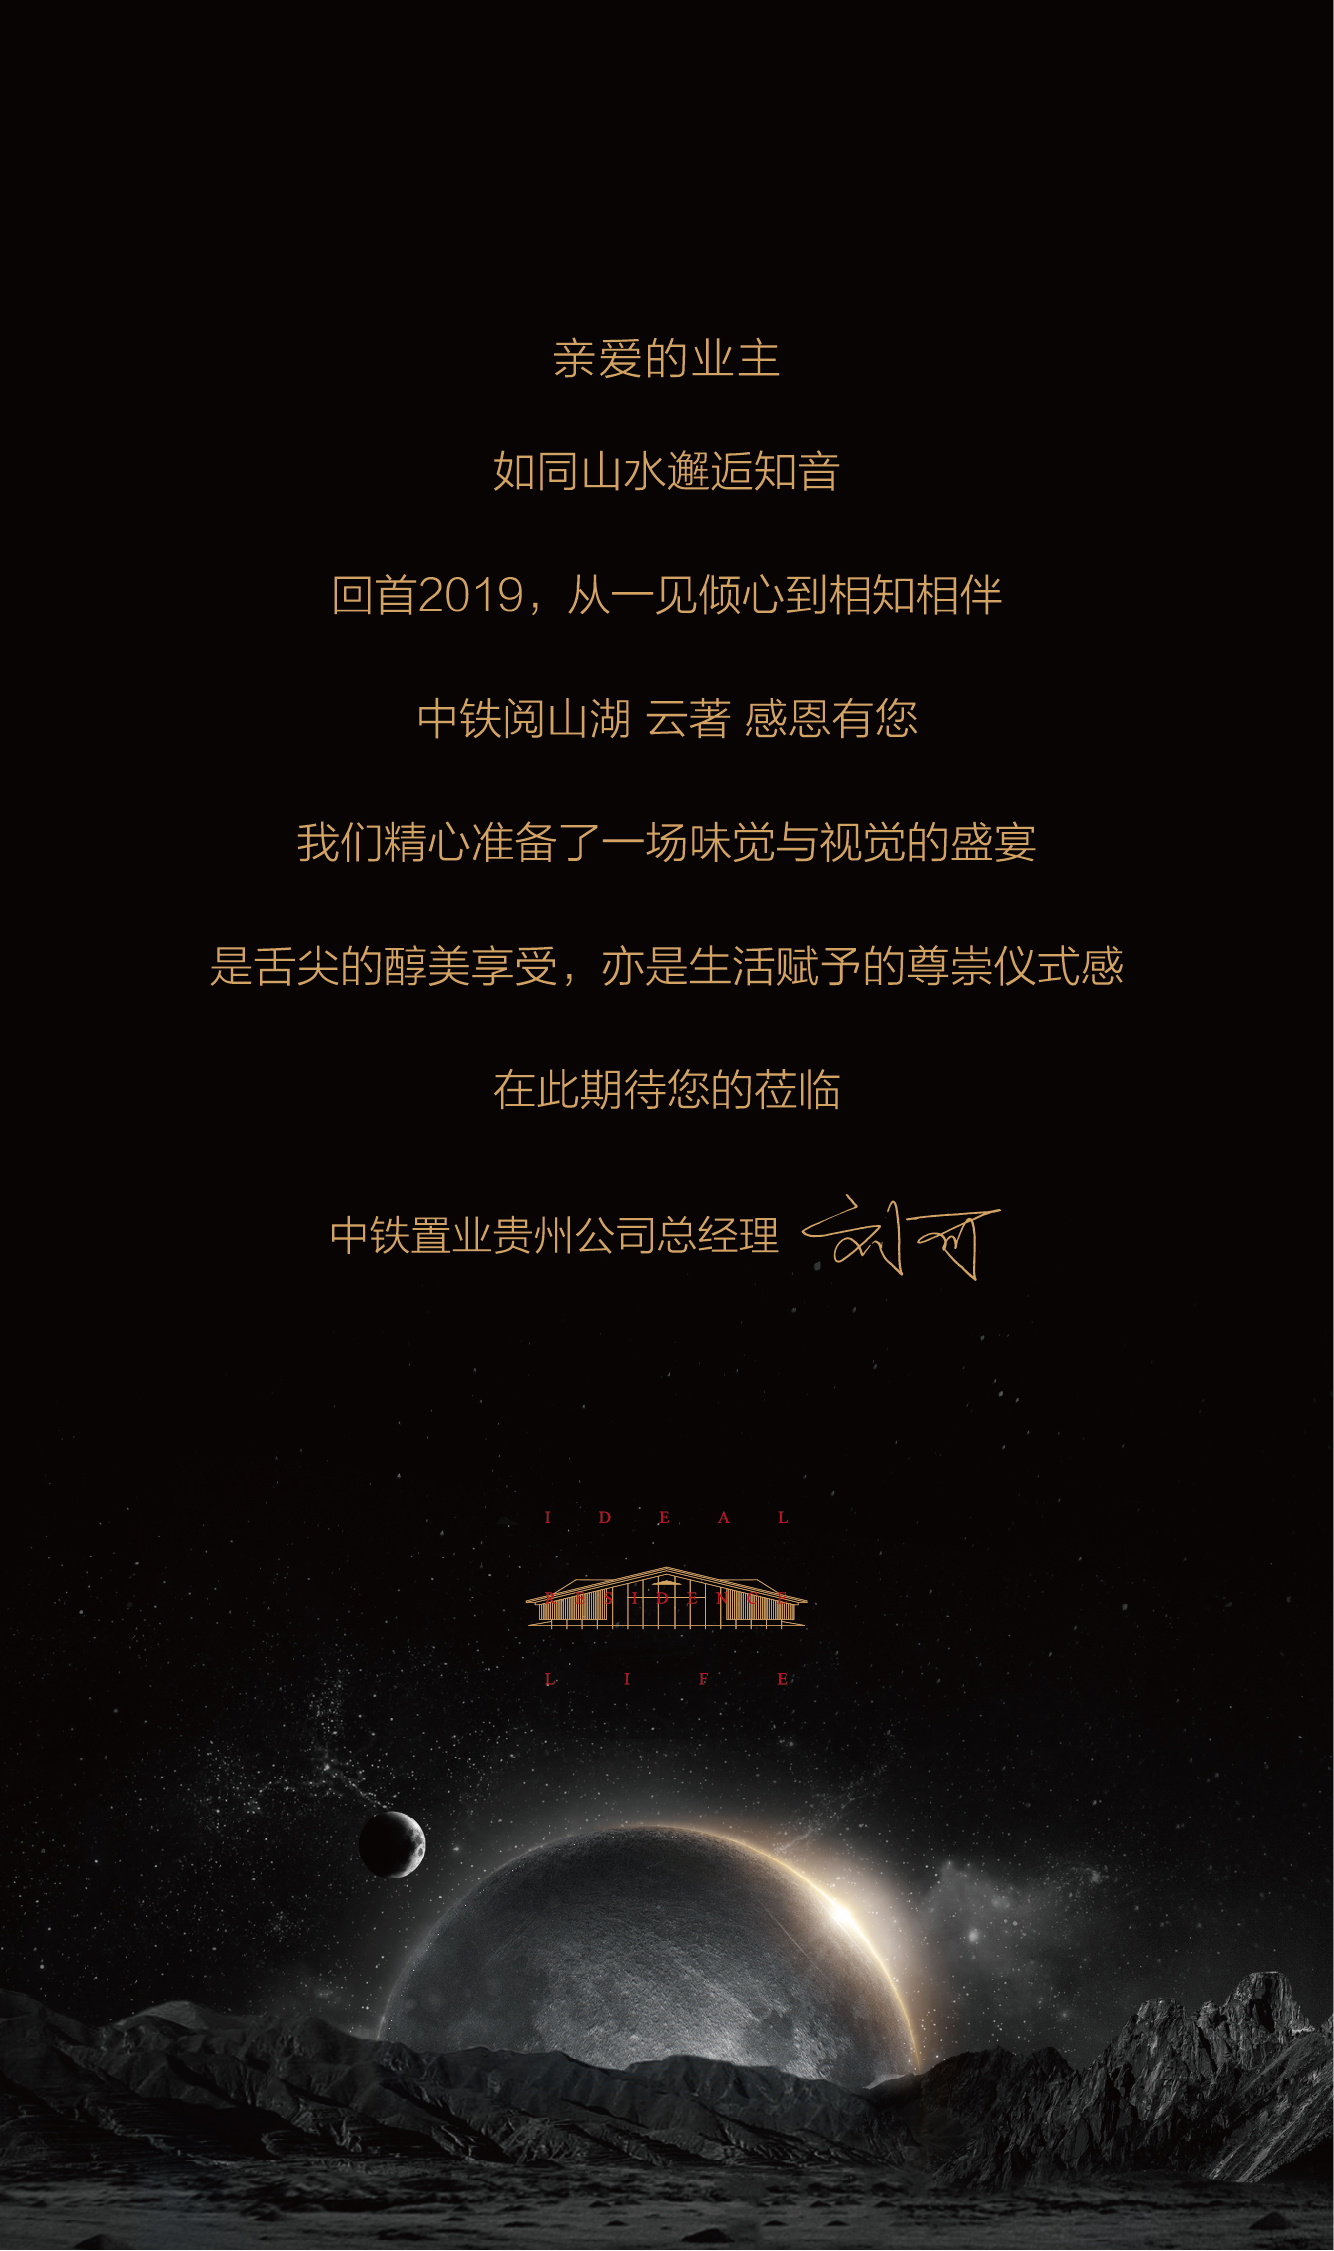 亲爱的业主
如同山水邂逅知音
回首2019，从一见倾心到相知相伴
中铁阅山湖 云著 感恩有您
我们精心准备了一场味觉与视觉的盛宴
是舌尖的醇美享受，亦是生活赋予的尊崇仪式感
在此期待您的莅临
中铁置业贵州公司总经理 刘可
IDEAL
RESIDENCE
LIFE